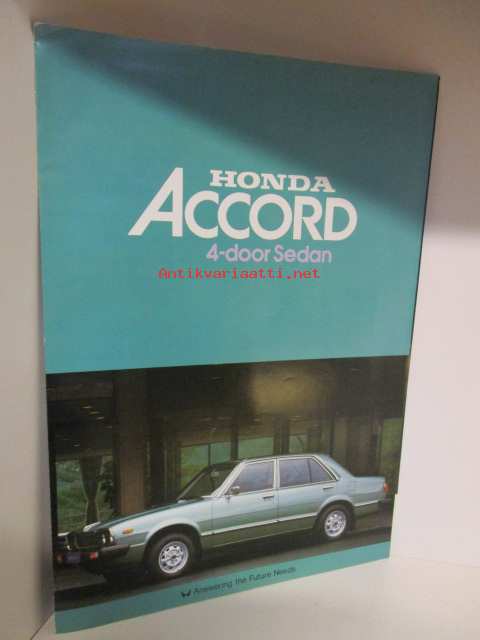 HONDA
ACCORD
4-door Sedan
Antikvariaatti.net
Answering the Future Needs